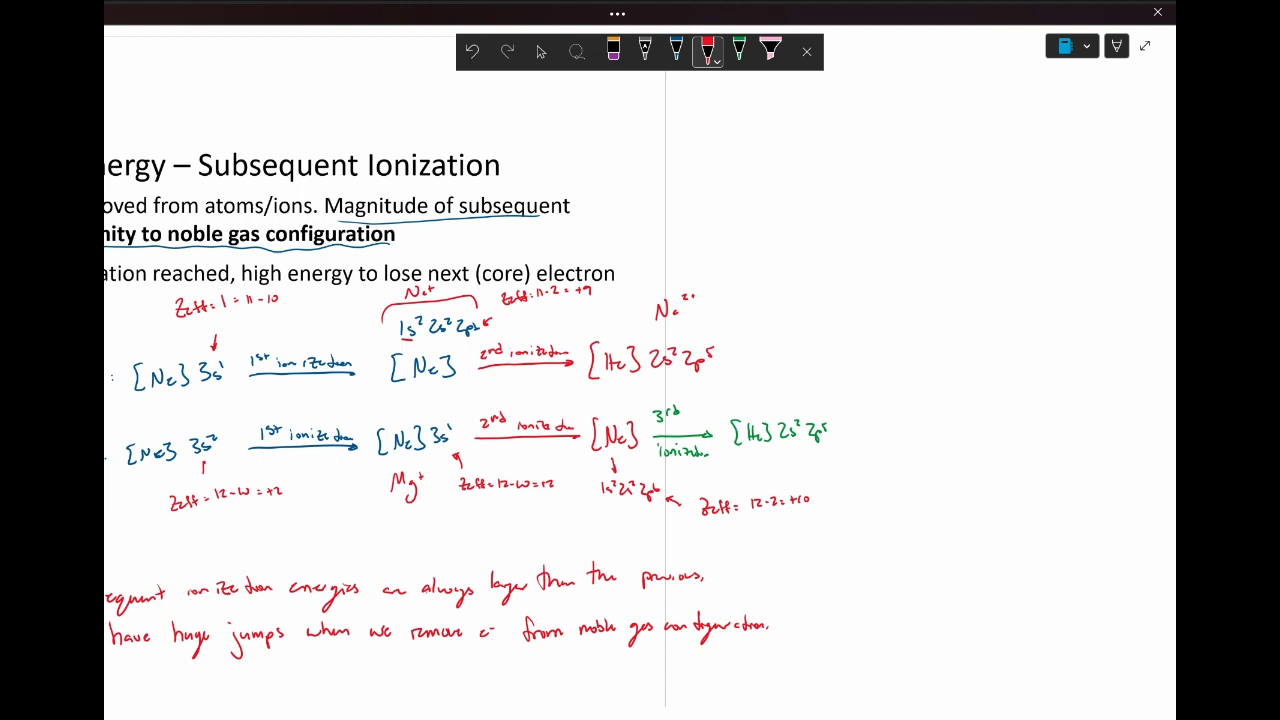 ergy – Subsequent Ionization
oved from atoms/ions. Magnitude of subsequent
nity to noble gas configuration
ation reached, high energy to lose next (core) electron
Zeff = 1 = 11 - 10
Na+
Zeff = 11 - 2 = +9
Na2+
1s² 2s² 2p⁶
[Ne] 3s¹ 1st ionization [Ne] 2nd ionization [He] 2s² 2p⁵
[Ne] 3s² 1st ionization [Ne] 3s¹ 2nd ionization [Ne] 3rd ionization [He] 2s² 2p⁵
Zeff = 12 - 10 = +2
Mg+
Zeff = 12 - 10 = +2
1s² 2s² 2p⁶
Zeff = 12 - 2 = +10
equent ionization energies are always larger than the previous.
have huge jumps when we remove e- from noble gas configuration.